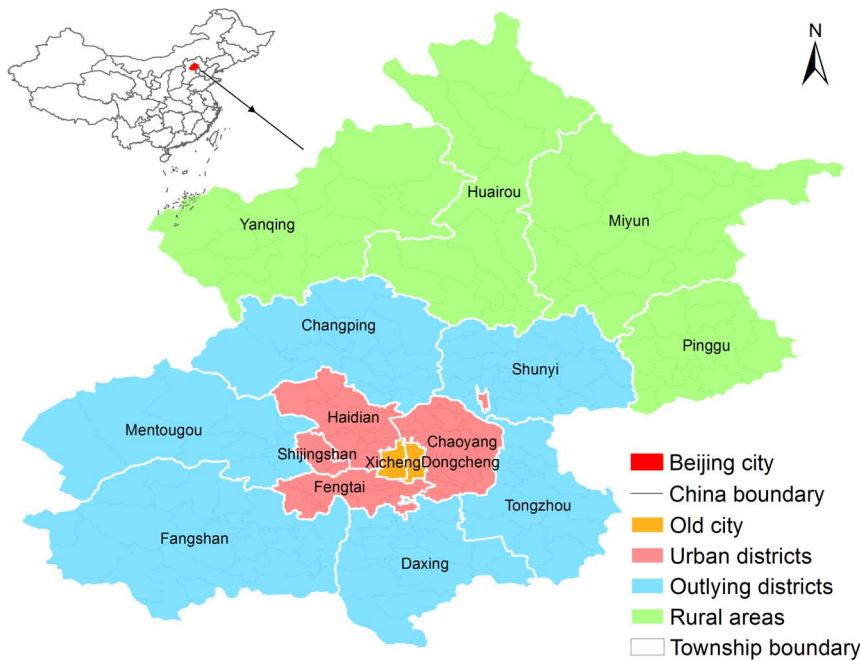 N
Huairou
Yanqing
Miyun
Changping
Shunyi
Pinggu
Haidian
Mentougou
Chaoyang
Shijingshan
Xicheng
Dongcheng
Fengtai
Tongzhou
Fangshan
Daxing
Beijing city
China boundary
Old city
Urban districts
Outlying districts
Rural areas
Township boundary